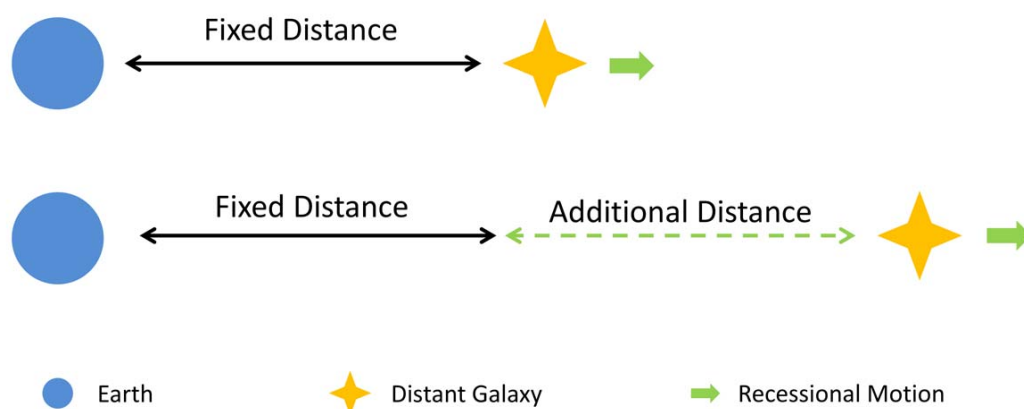 Fixed Distance
Fixed Distance
Additional Distance
Earth
Distant Galaxy
Recessional Motion